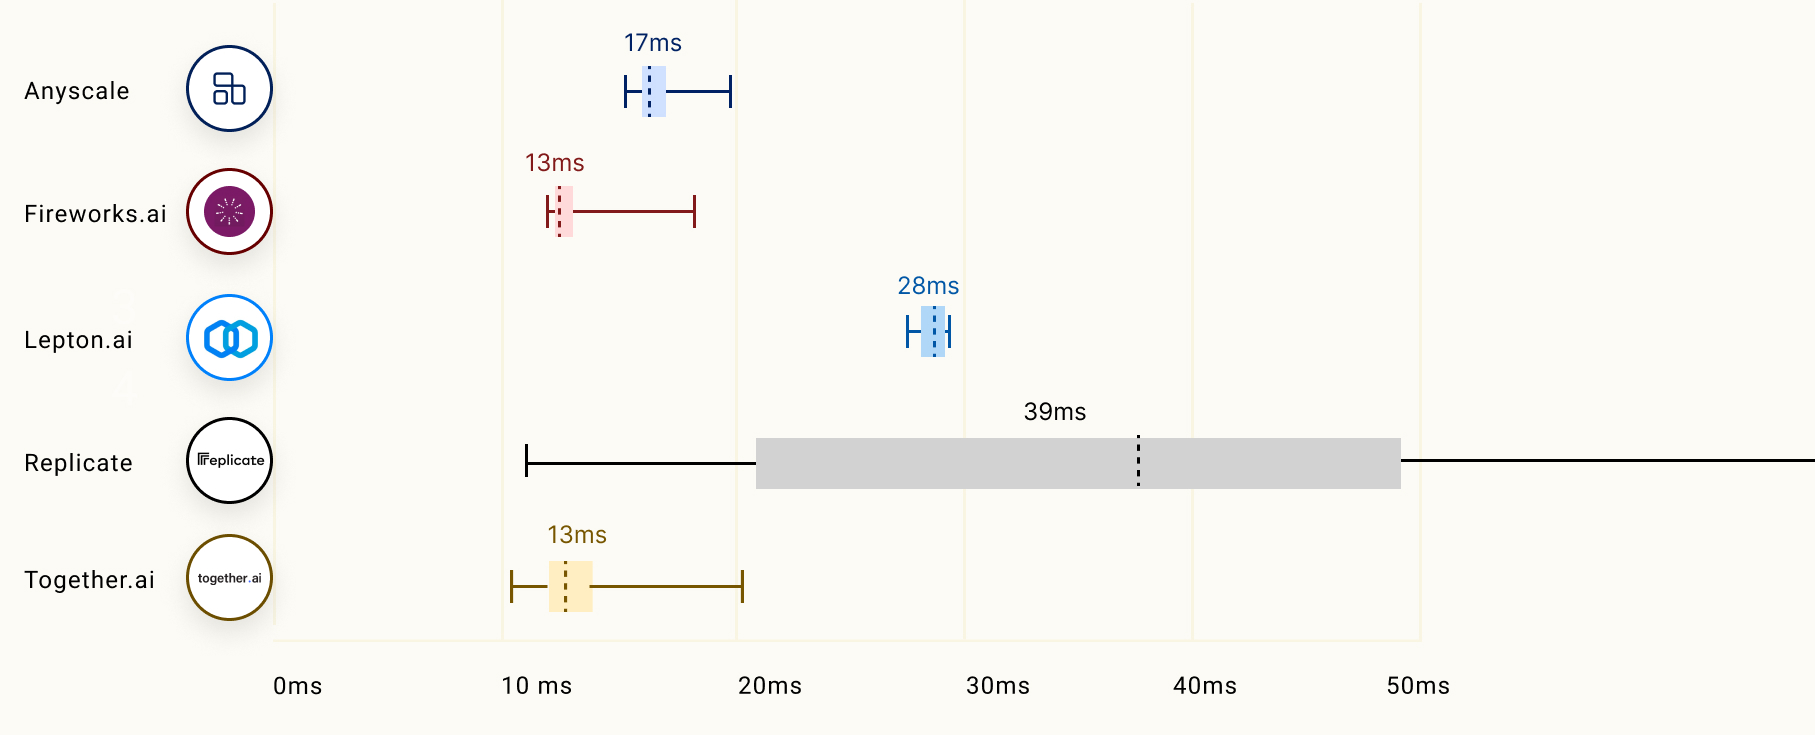 17ms
Anyscale
13ms
Fireworks.ai
28ms
Lepton.ai
39ms
Replicate
replicate
13ms
Together.ai
together.ai
0ms
10 ms
20ms
30ms
40ms
50ms